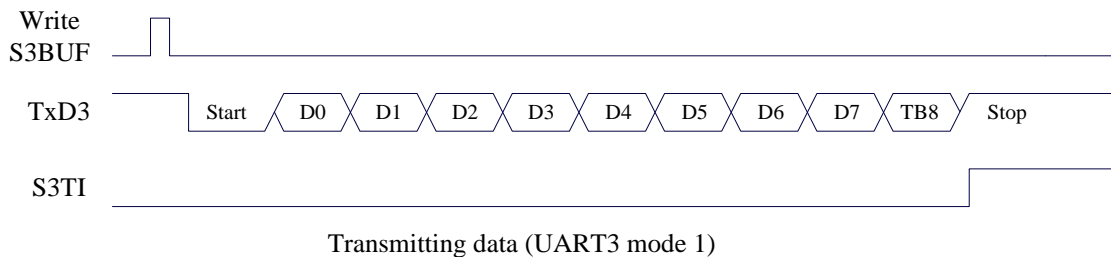 Write
S3BUF
TxD3 Start D0 D1 D2 D3 D4 D5 D6 D7 TB8 Stop
S3TI
Transmitting data (UART3 mode 1)